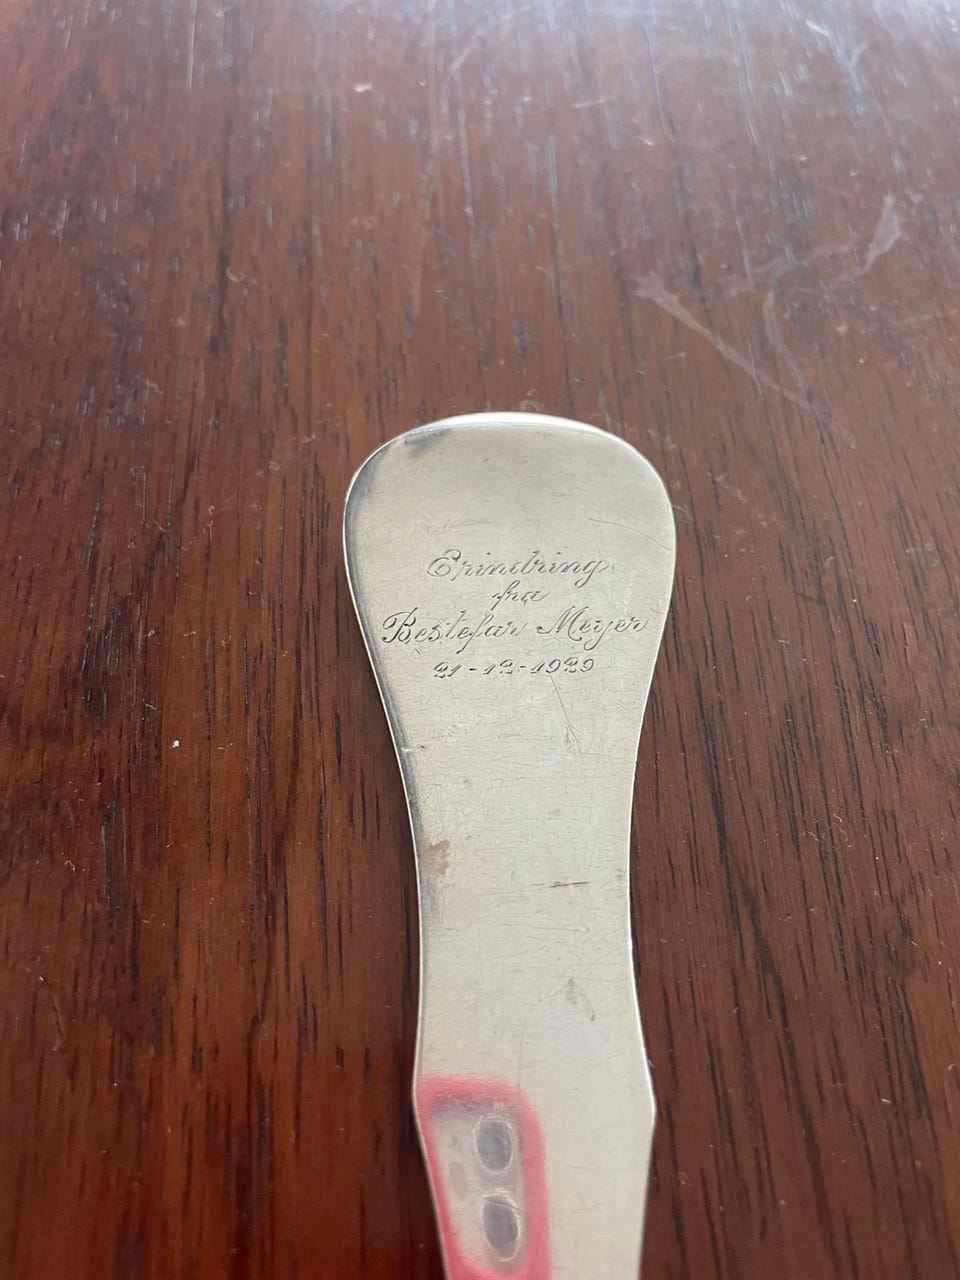 Erindring
fra
Bestefar Meyer
21-12-1929